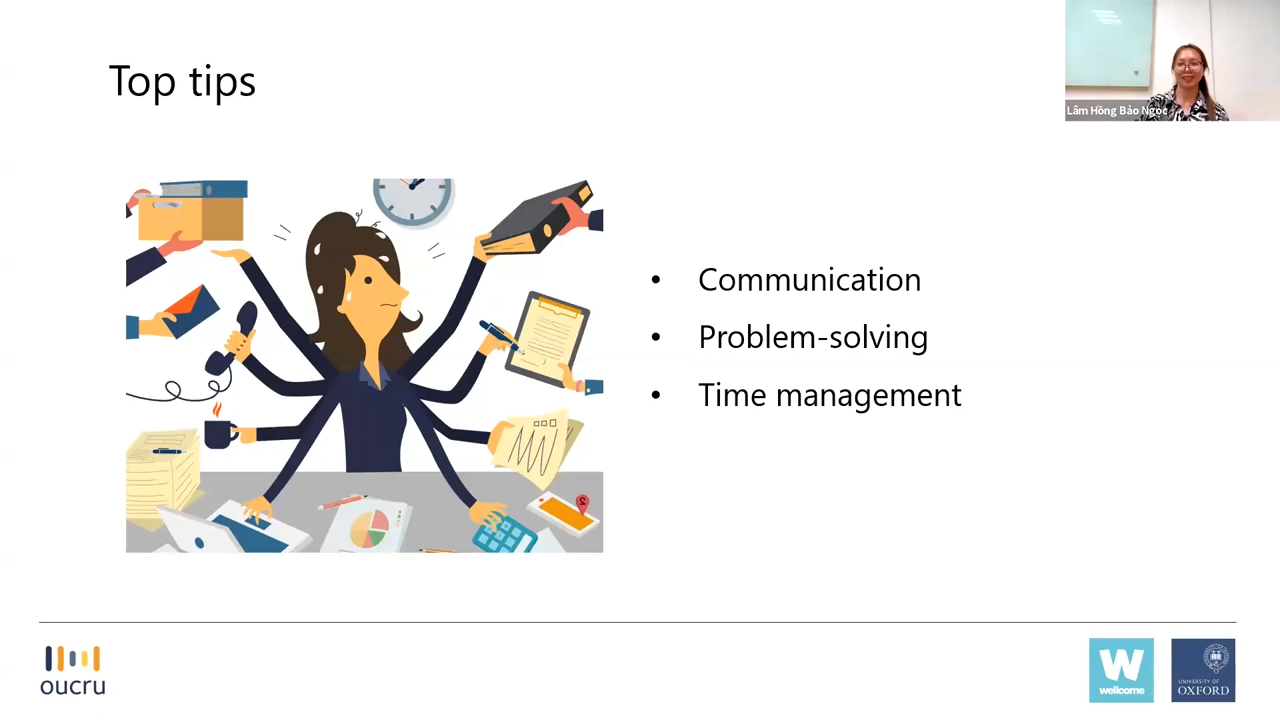 Top tips
Lâm Hồng Bảo Ngọc
• Communication
• Problem-solving
• Time management
oucru
W
wellcome
UNIVERSITY OF
OXFORD